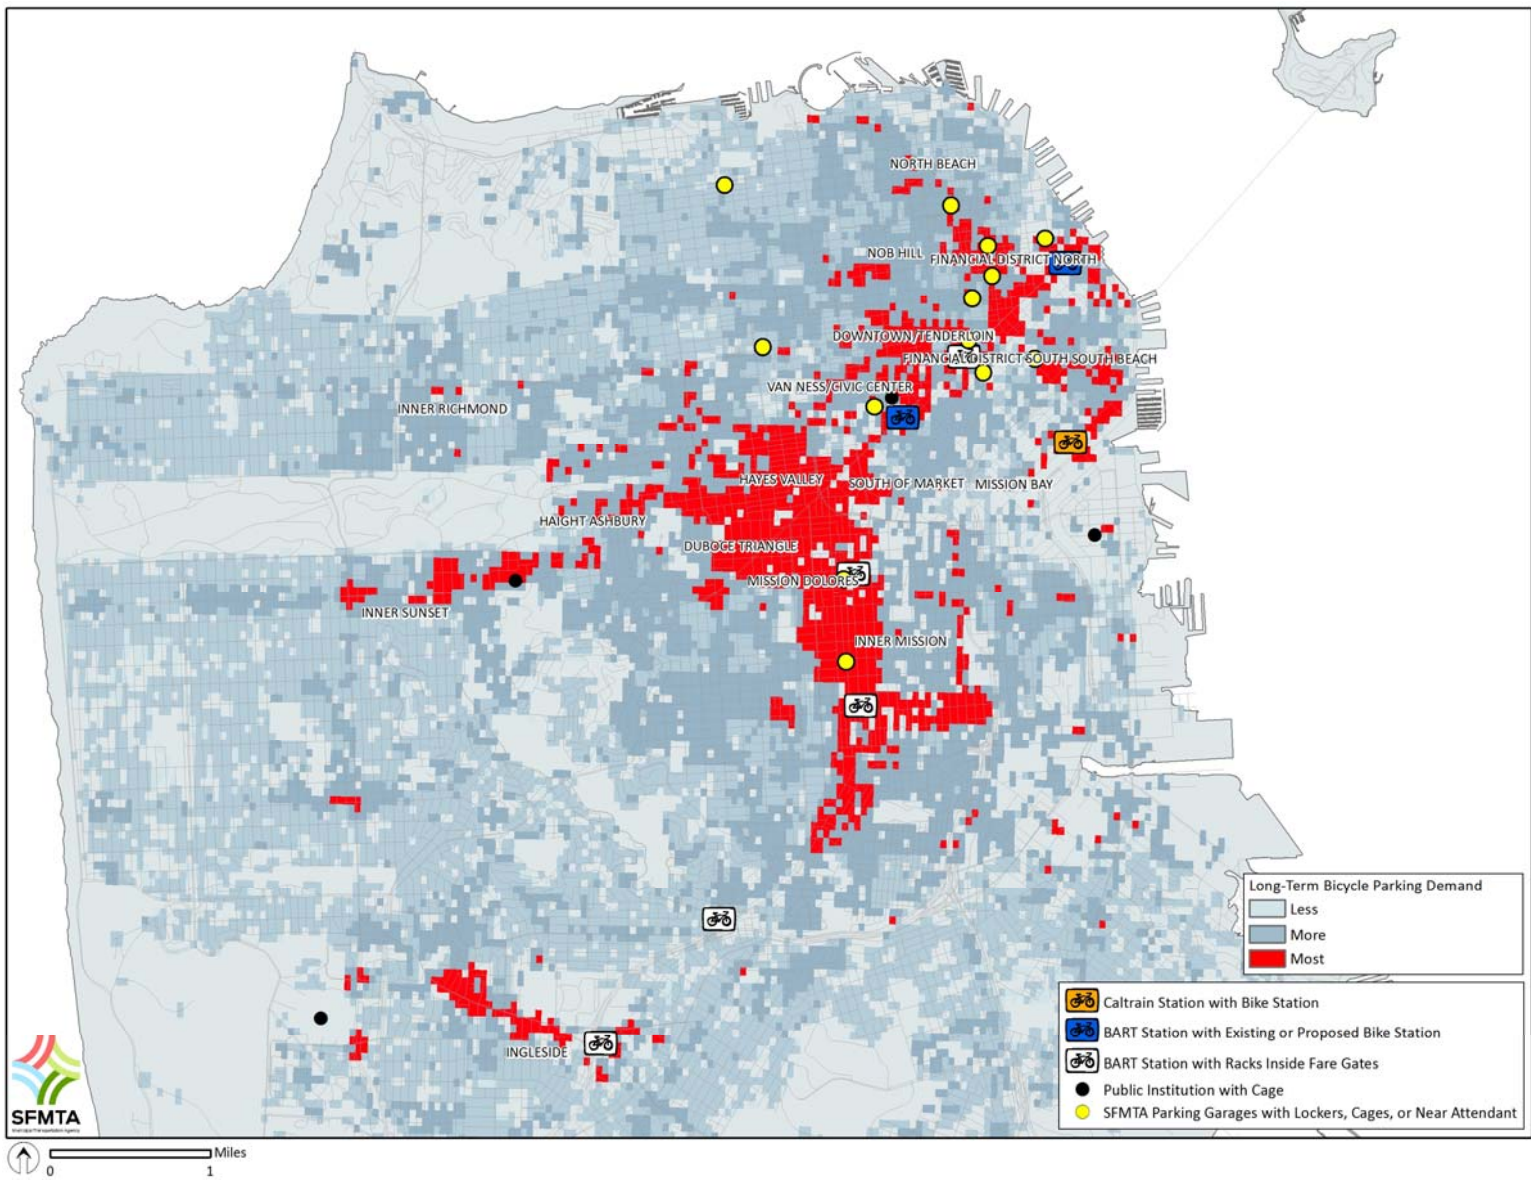 NORTH BEACH
NOB HILL
FINANCIAL DISTRICT NORTH
DOWNTOWN/TENDERLOIN
FINANCIAL DISTRICT SOUTH SOUTH BEACH
VAN NESS/CIVIC CENTER
INNER RICHMOND
HAYES VALLEY
SOUTH OF MARKET
MISSION BAY
HAIGHT ASHBURY
DUBOCE TRIANGLE
MISSION DOLORES
INNER SUNSET
INNER MISSION
INGLESIDE
Long-Term Bicycle Parking Demand
Less
More
Most
Caltrain Station with Bike Station
BART Station with Existing or Proposed Bike Station
BART Station with Racks Inside Fare Gates
Public Institution with Cage
SFMTA Parking Garages with Lockers, Cages, or Near Attendant
SFMTA
Miles
0
1